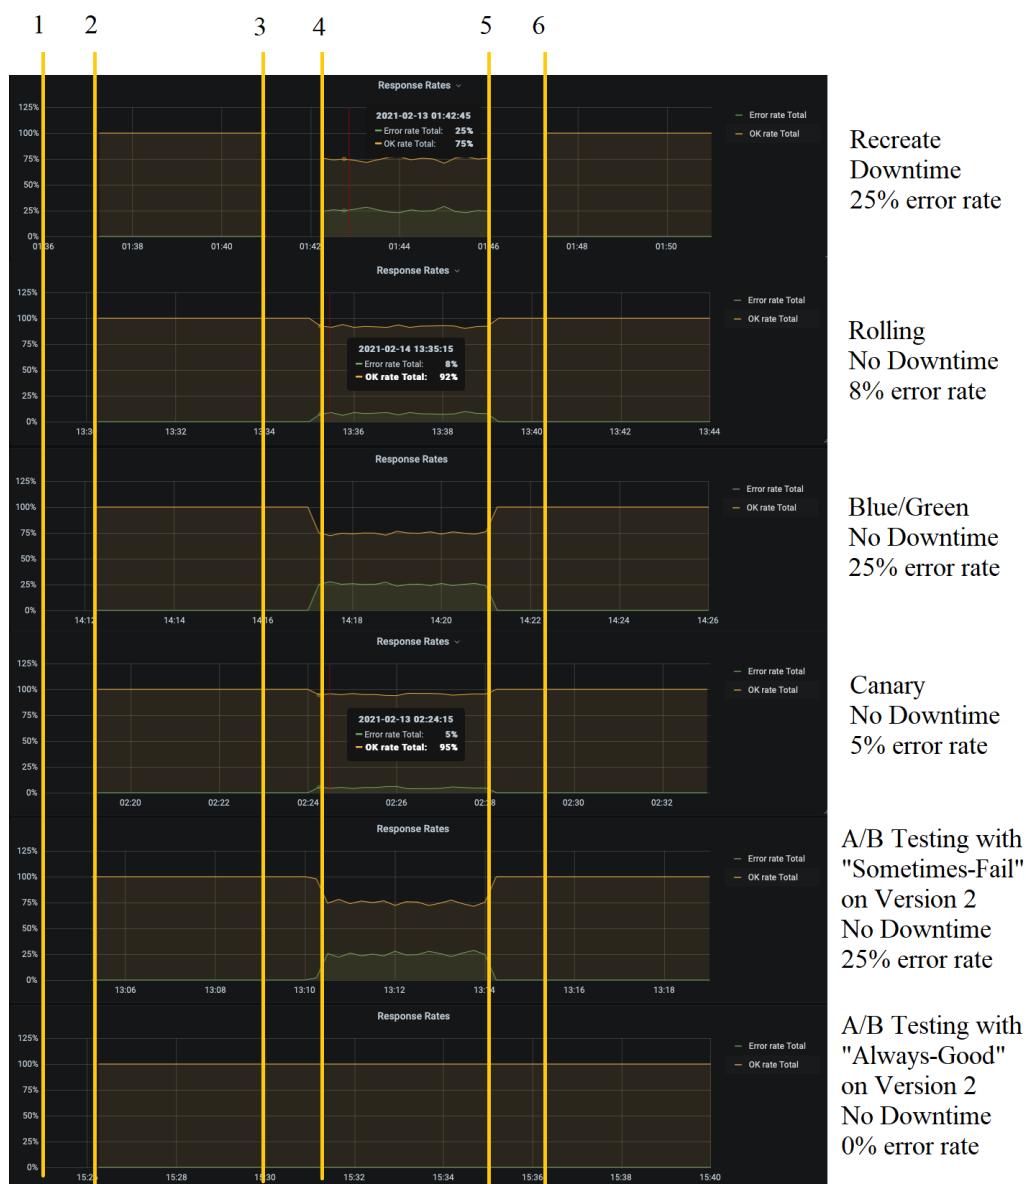 1 2 3 4 5 6
Response Rates
125%
100%
75%
50%
25%
0%
2021-02-13 01:42:45
Error rate Total: 25%
OK rate Total: 75%
Error rate Total
OK rate Total
01:36 01:38 01:40 01:42 01:44 01:46 01:48 01:50
Recreate
Downtime
25% error rate
Response Rates
125%
100%
75%
50%
25%
0%
2021-02-14 13:35:15
Error rate Total: 8%
OK rate Total: 92%
Error rate Total
OK rate Total
13:30 13:32 13:34 13:36 13:38 13:40 13:42 13:44
Rolling
No Downtime
8% error rate
Response Rates
125%
100%
75%
50%
25%
0%
Error rate Total
OK rate Total
14:12 14:14 14:16 14:18 14:20 14:22 14:24 14:26
Blue/Green
No Downtime
25% error rate
Response Rates
125%
100%
75%
50%
25%
0%
2021-02-13 02:24:15
Error rate Total: 5%
OK rate Total: 95%
Error rate Total
OK rate Total
02:20 02:22 02:24 02:26 02:28 02:30 02:32
Canary
No Downtime
5% error rate
Response Rates
125%
100%
75%
50%
25%
0%
Error rate Total
OK rate Total
13:06 13:08 13:10 13:12 13:14 13:16 13:18
A/B Testing with
"Sometimes-Fail"
on Version 2
No Downtime
25% error rate
Response Rates
125%
100%
75%
50%
25%
0%
Error rate Total
OK rate Total
15:26 15:28 15:30 15:32 15:34 15:36 15:38 15:40
A/B Testing with
"Always-Good"
on Version 2
No Downtime
0% error rate